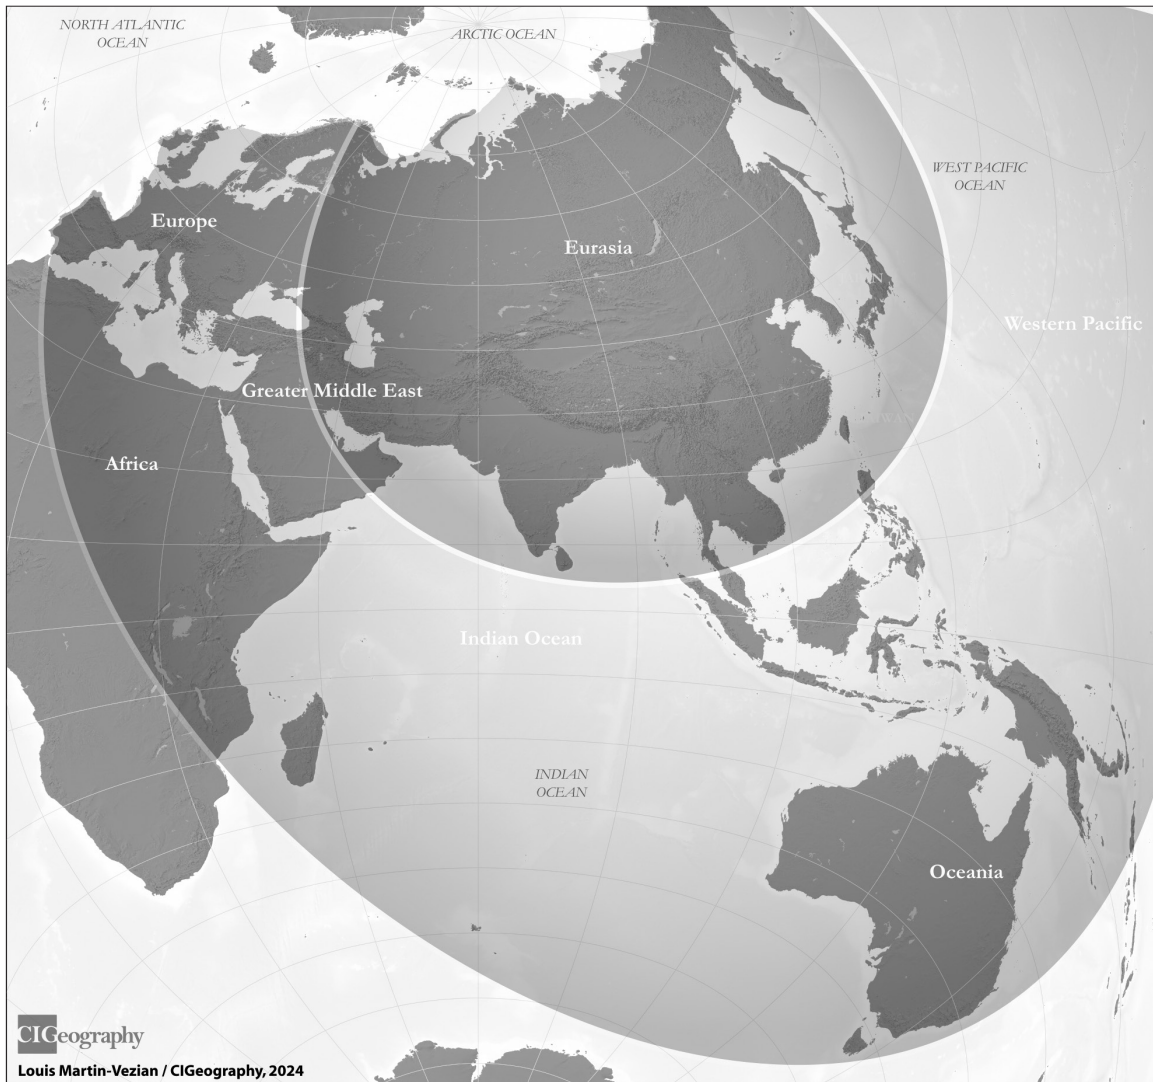 NORTH ATLANTIC
OCEAN
ARCTIC OCEAN
WEST PACIFIC
OCEAN
Europe
Eurasia
Western Pacific
Greater Middle East
Africa
Indian Ocean
INDIAN
OCEAN
Oceania
CIGeography
Louis Martin-Vezian / CIGeography, 2024